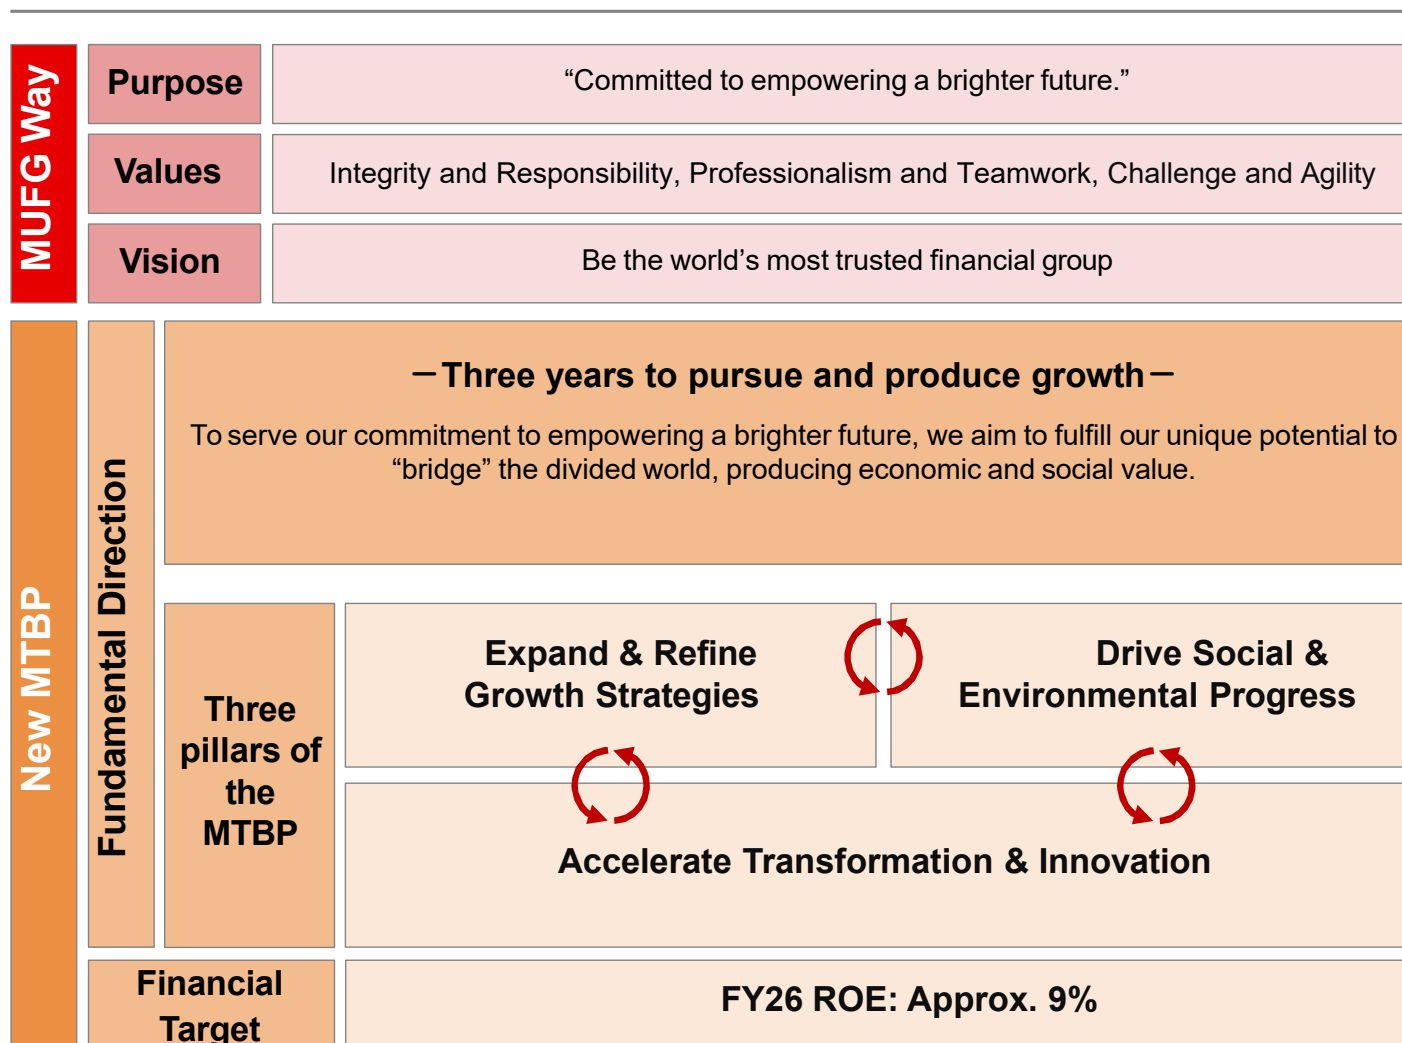 MUFG Way
Purpose
“Committed to empowering a brighter future.”
Values
Integrity and Responsibility, Professionalism and Teamwork, Challenge and Agility
Vision
Be the world’s most trusted financial group
New MTBP
Fundamental Direction
－Three years to pursue and produce growth－
To serve our commitment to empowering a brighter future, we aim to fulfill our unique potential to
“bridge” the divided world, producing economic and social value.
Three
pillars of
the
MTBP
Expand & Refine
Growth Strategies
Drive Social &
Environmental Progress
Accelerate Transformation & Innovation
Financial
Target
FY26 ROE: Approx. 9%